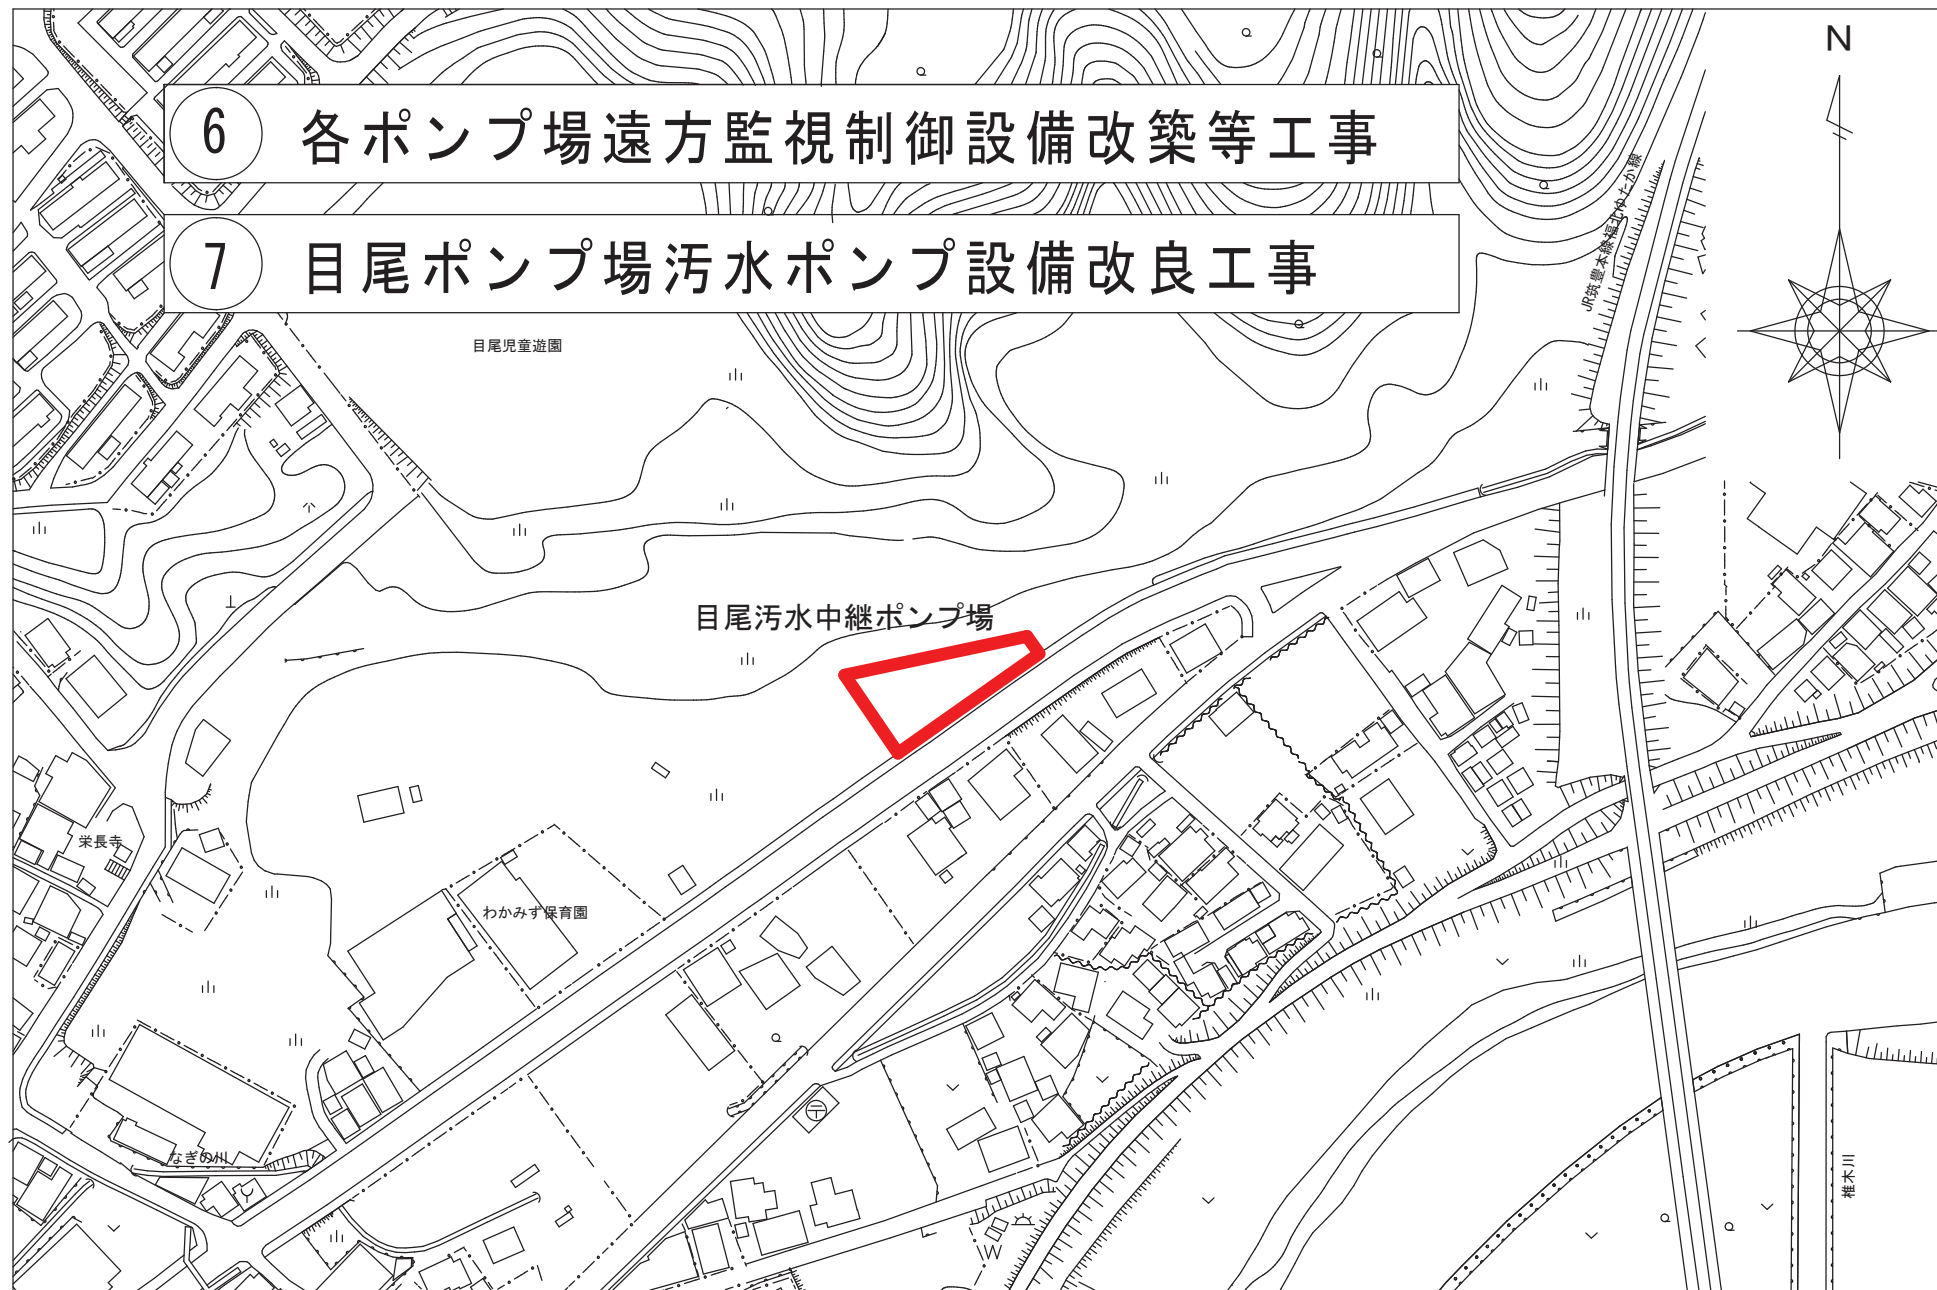 N
⑥ 各ポンプ場遠方監視制御設備改築等工事
⑦ 目尾ポンプ場汚水ポンプ設備改良工事
JR筑豊本線福北ゆたか線
目尾児童遊園
目尾汚水中継ポンプ場
栄長寺
わかみず保育園
なぎの川
椎木川
W